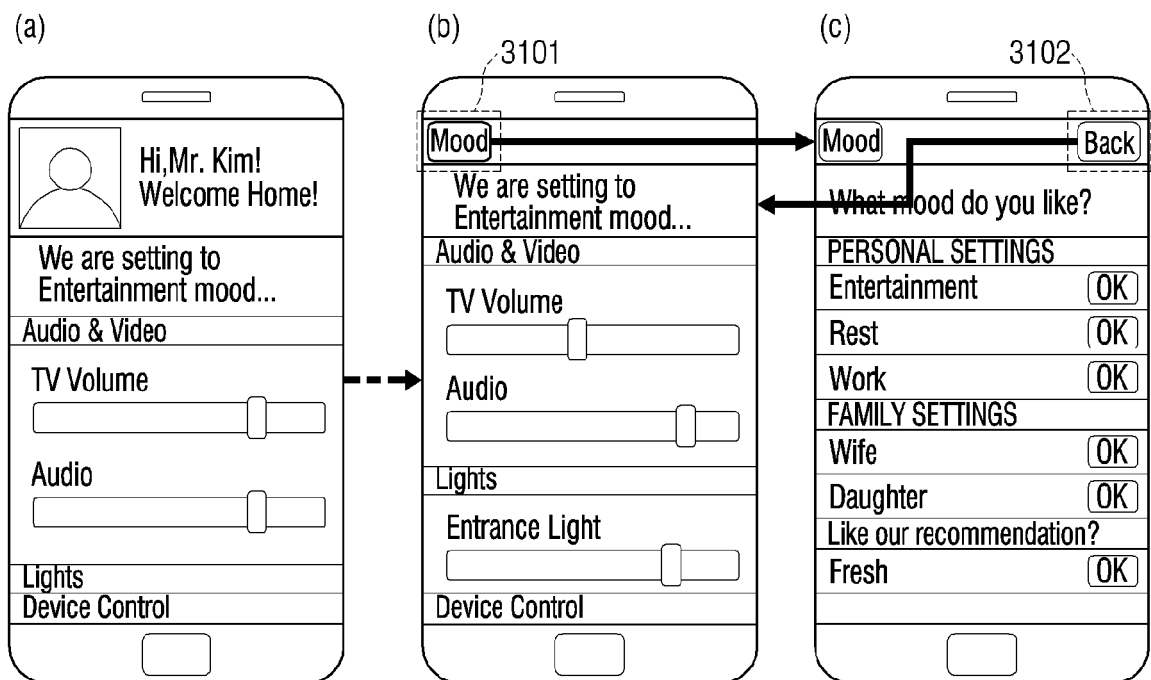 (a)
Hi,Mr. Kim!
Welcome Home!
We are setting to
Entertainment mood...
Audio & Video
TV Volume
Audio
Lights
Device Control
(b)
3101
Mood
We are setting to
Entertainment mood...
Audio & Video
TV Volume
Audio
Lights
Entrance Light
Device Control
(c)
3102
Mood Back
What mood do you like?
PERSONAL SETTINGS
Entertainment OK
Rest OK
Work OK
FAMILY SETTINGS
Wife OK
Daughter OK
Like our recommendation?
Fresh OK